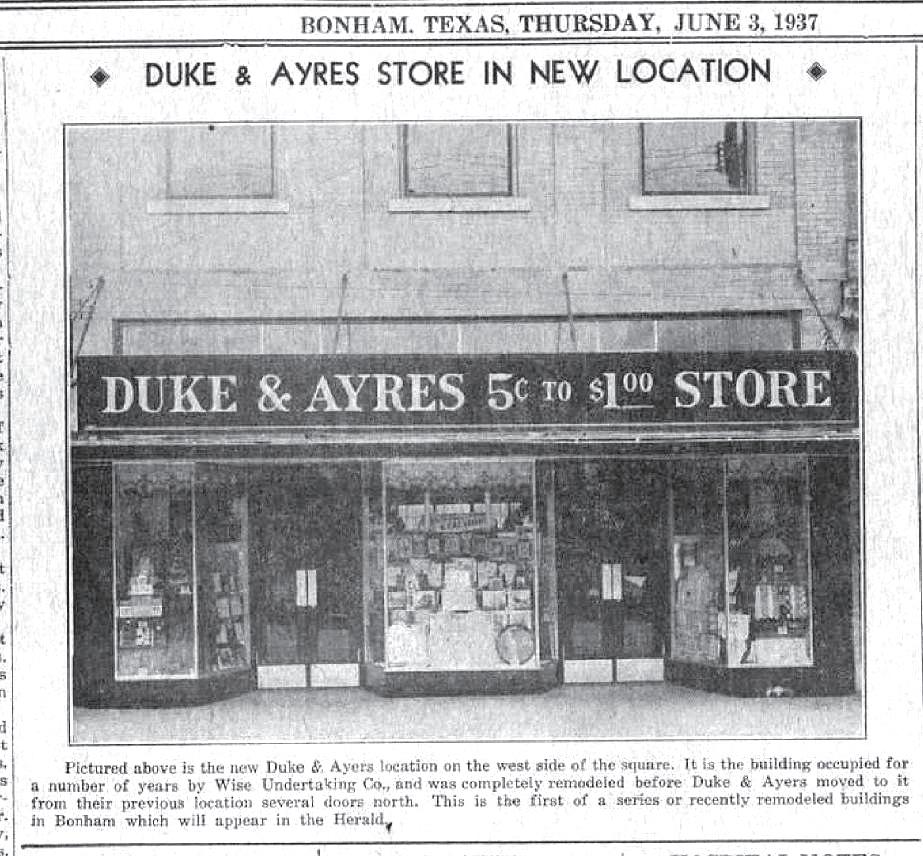 BONHAM. TEXAS, THURSDAY, JUNE 3, 1937
DUKE & AYRES STORE IN NEW LOCATION
DUKE & AYRES 5¢ TO $1.00 STORE
Pictured above is the new Duke & Ayers location on the west side of the square. It is the building occupied for
a number of years by Wise Undertaking Co., and was completely remodeled before Duke & Ayers moved to it
from their previous location several doors north. This is the first of a series or recently remodeled buildings
in Bonham which will appear in the Herald.